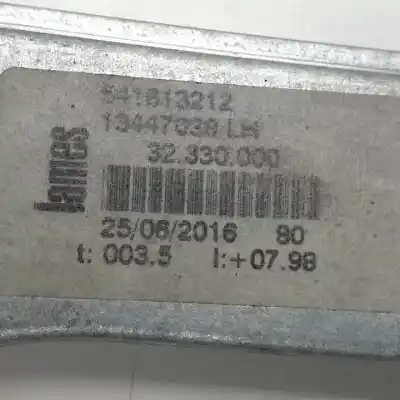 lames
541613212
13447039 LH
32.330.000
25/06/2016 80
t: 003.5 I:+07.98